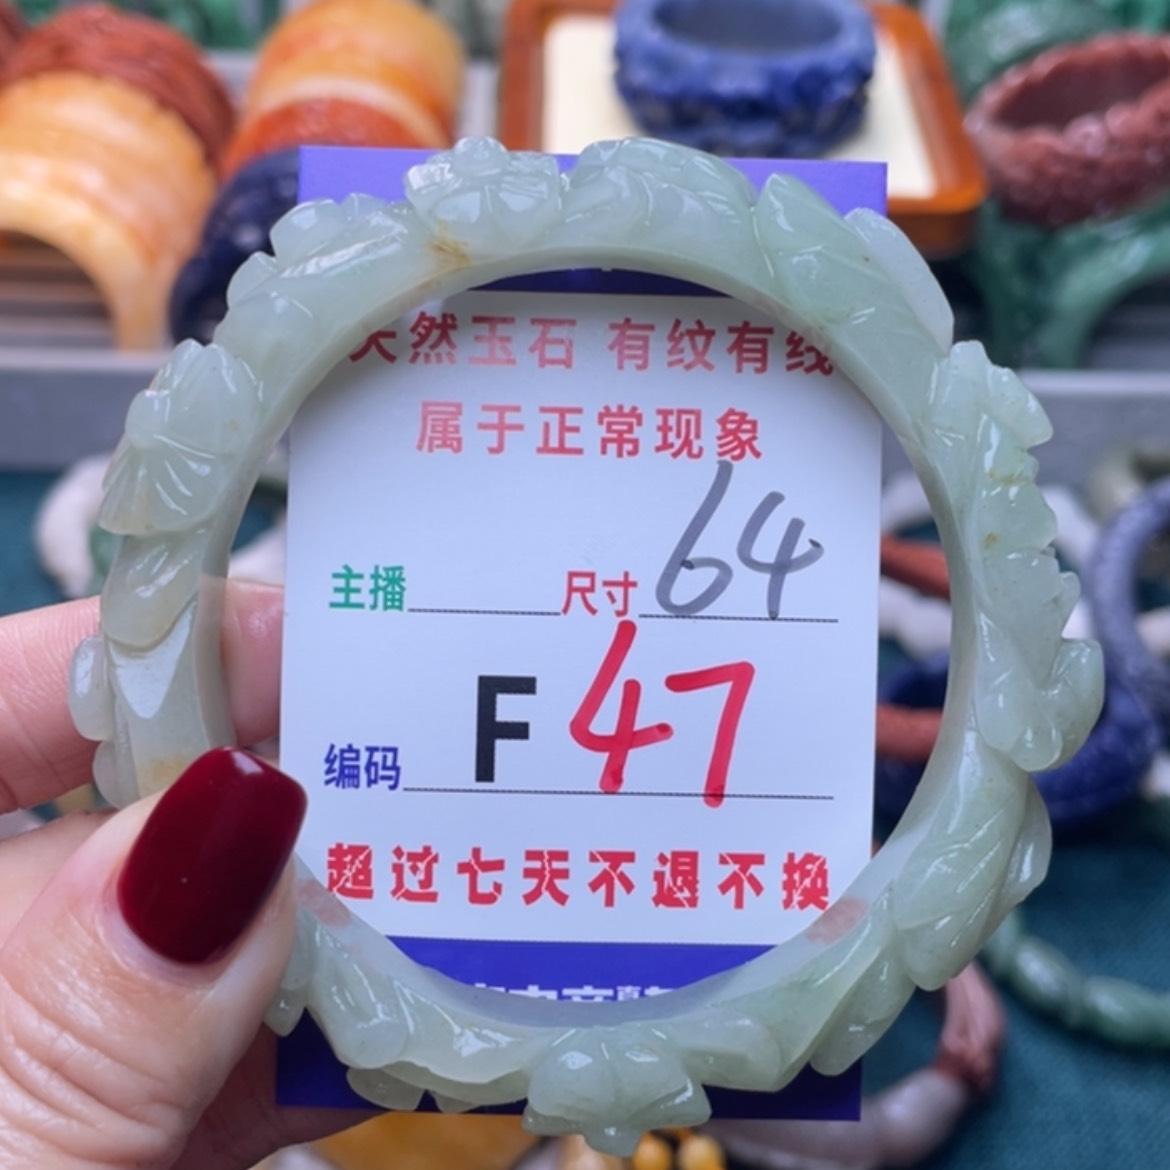 天然玉石 有纹有线
属于正常现象
主播 尺寸 64
编码 F 47
超过七天不退不换